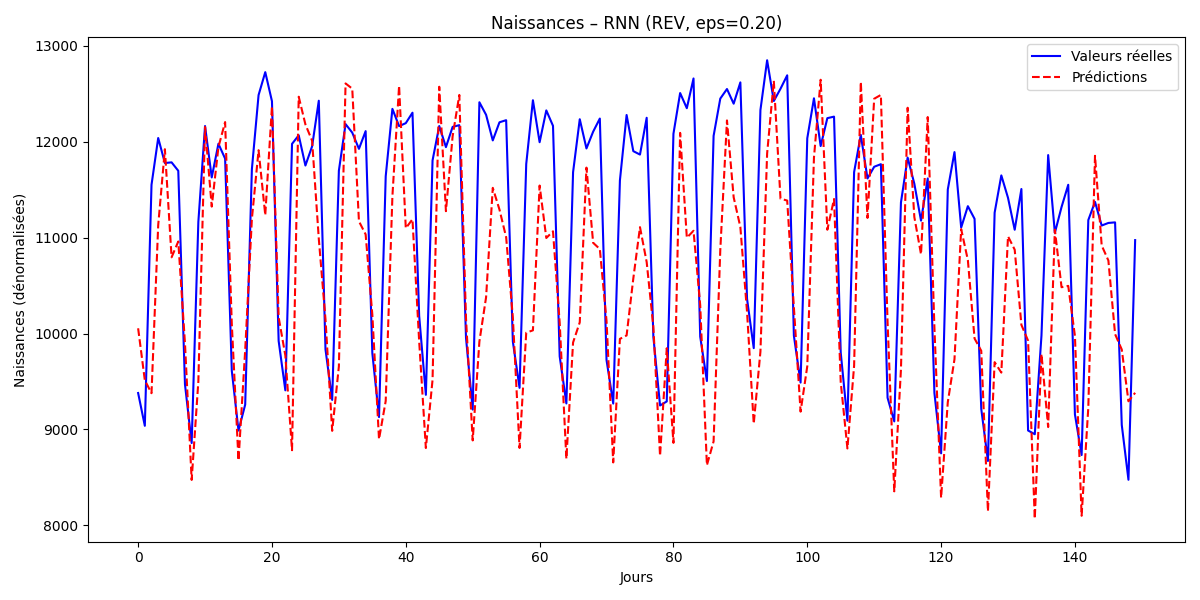 Naissances – RNN (REV, eps=0.20)
Valeurs réelles
Prédictions
Naissances (dénormalisées)
13000
12000
11000
10000
9000
8000
0 20 40 60 80 100 120 140
Jours